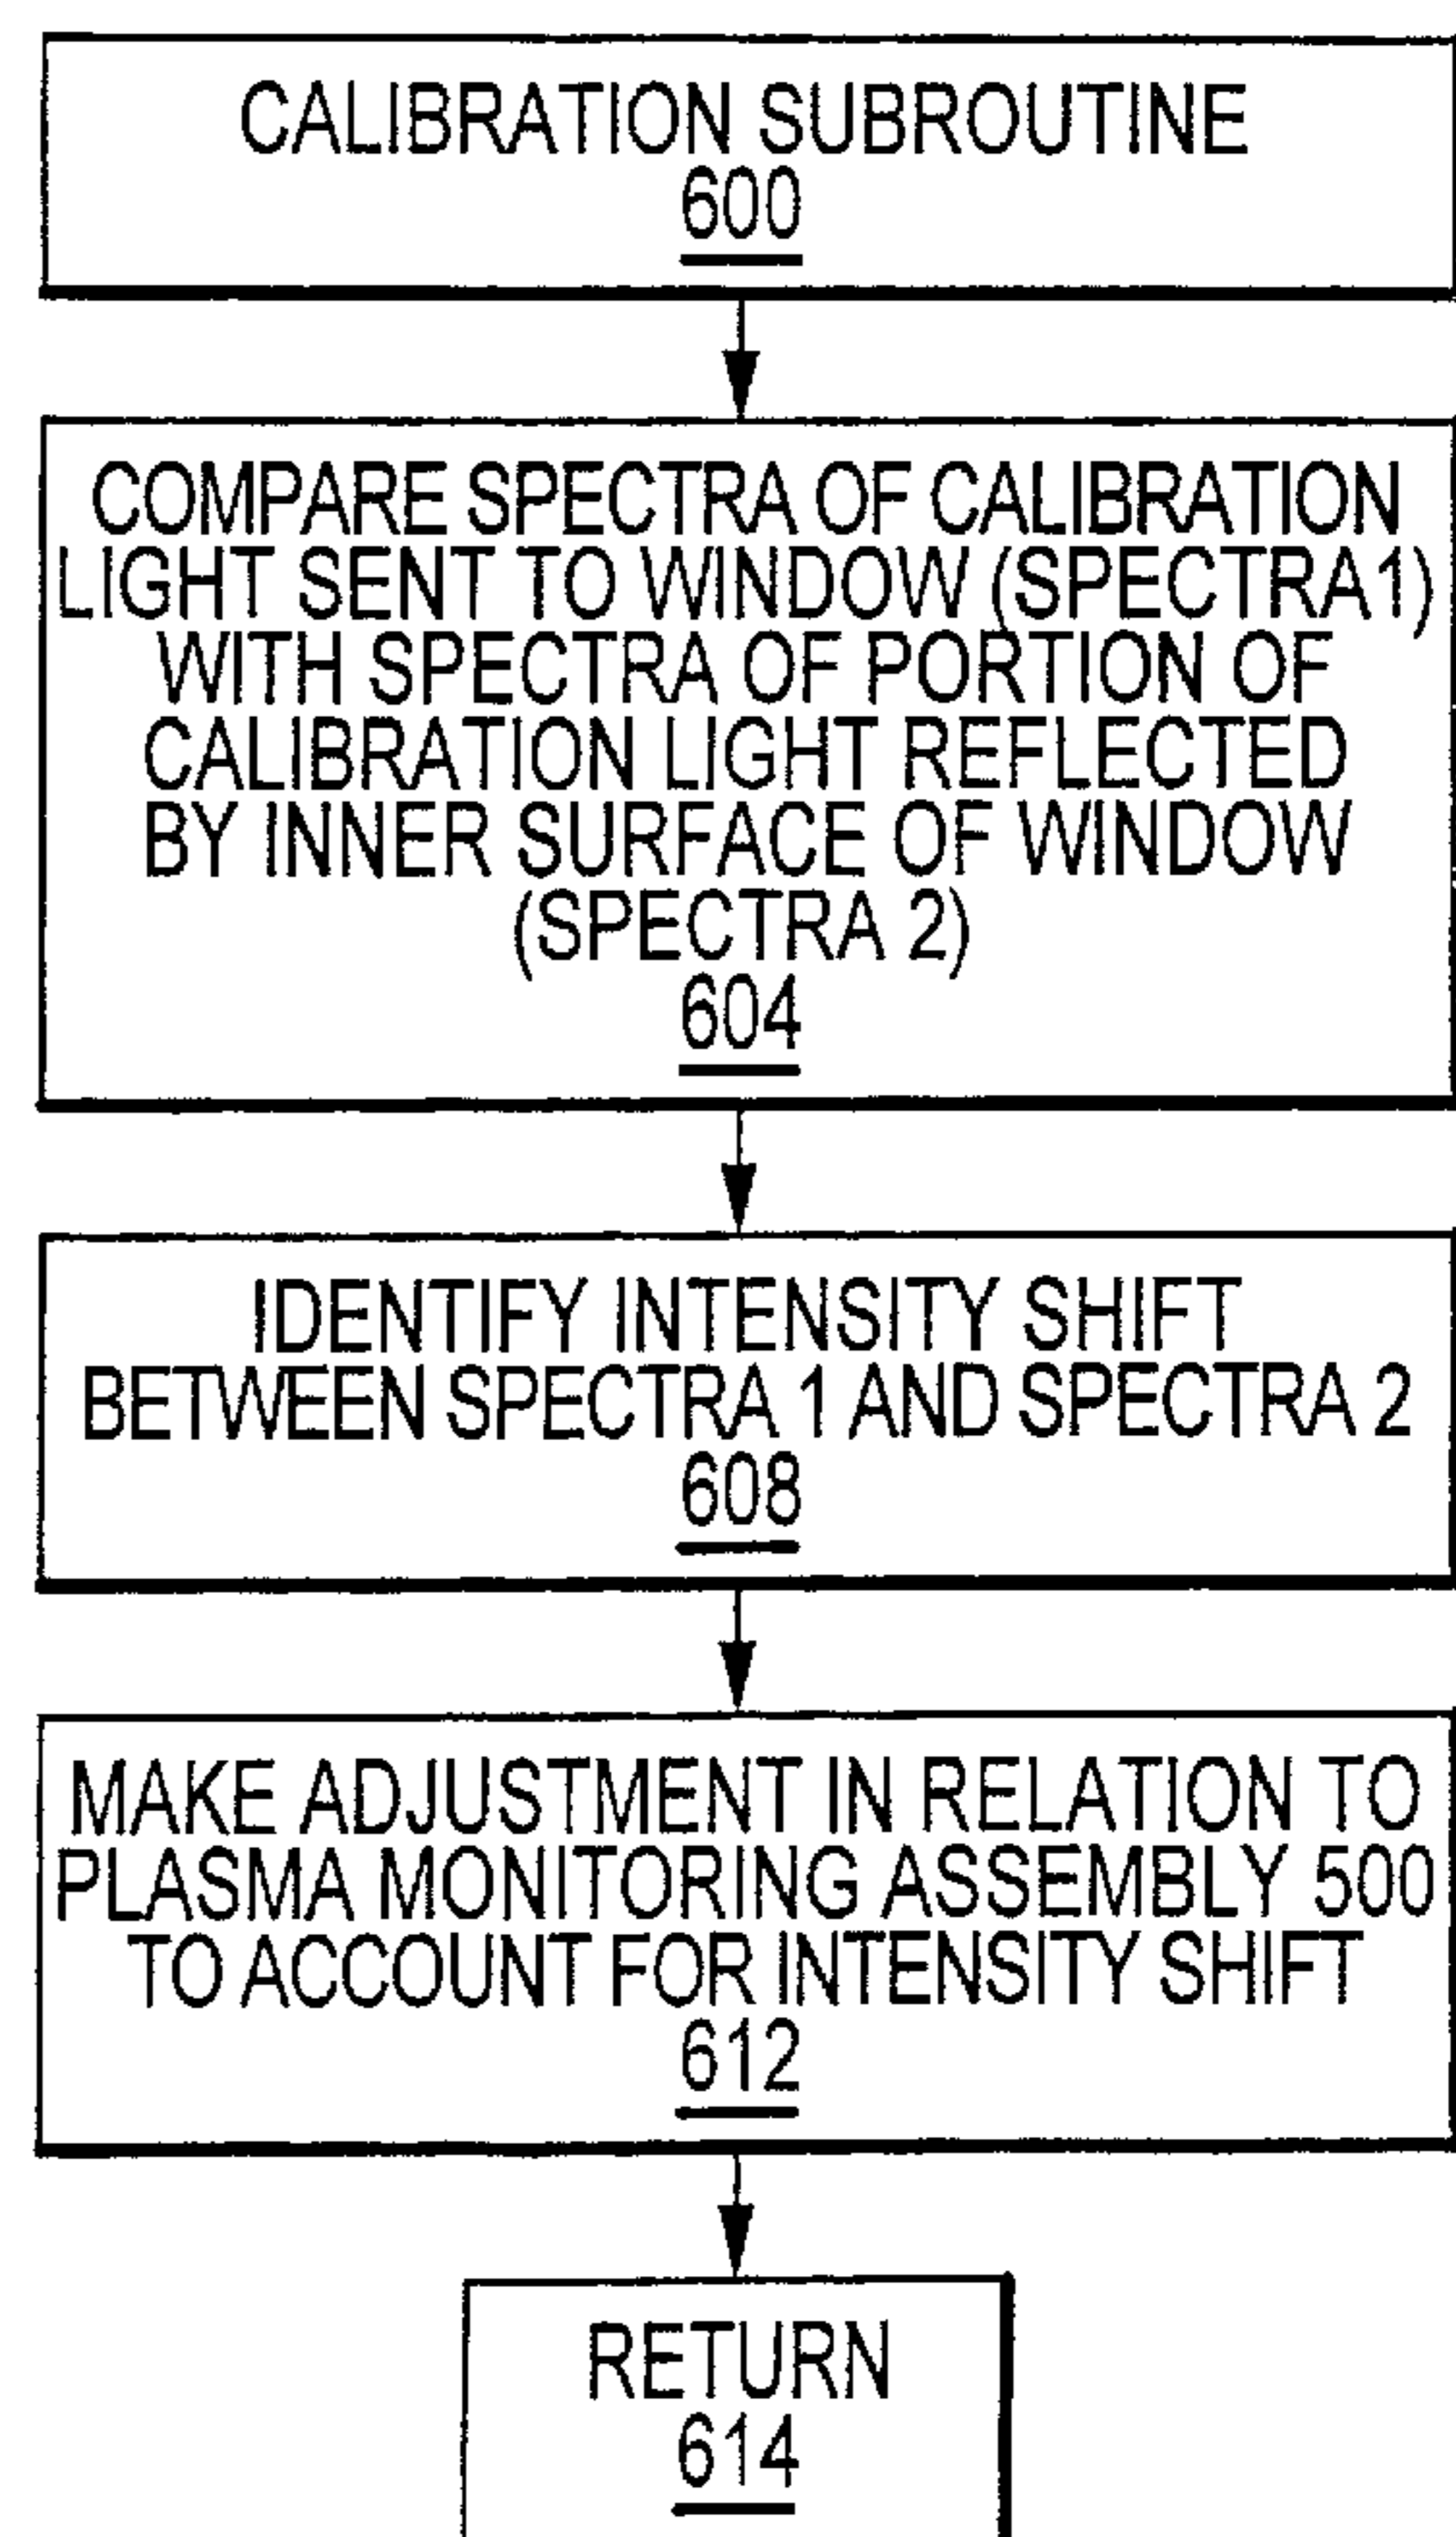 CALIBRATION SUBROUTINE
600
COMPARE SPECTRA OF CALIBRATION
LIGHT SENT TO WINDOW (SPECTRA1)
WITH SPECTRA OF PORTION OF
CALIBRATION LIGHT REFLECTED
BY INNER SURFACE OF WINDOW
(SPECTRA 2)
604
IDENTIFY INTENSITY SHIFT
BETWEEN SPECTRA 1 AND SPECTRA 2
608
MAKE ADJUSTMENT IN RELATION TO
PLASMA MONITORING ASSEMBLY 500
TO ACCOUNT FOR INTENSITY SHIFT
612
RETURN
614